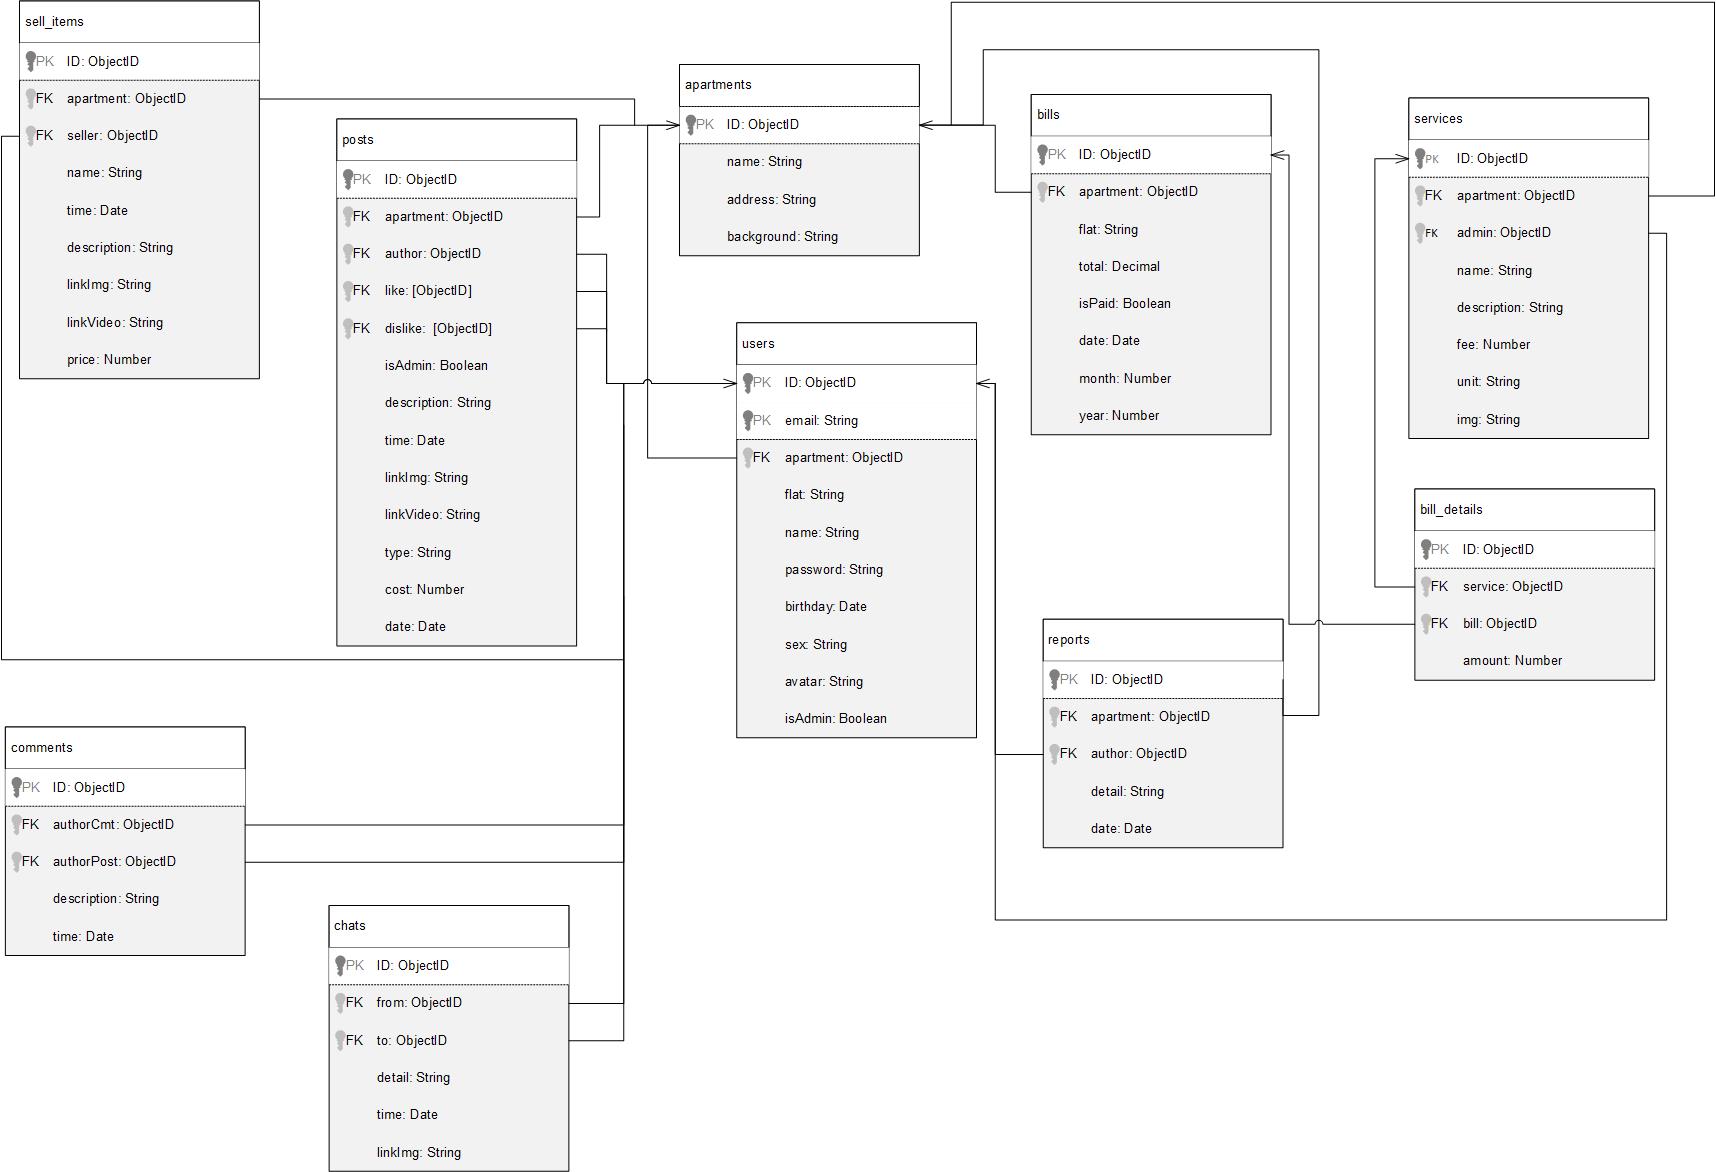 sell_items
PK ID: ObjectID
FK apartment: ObjectID
FK seller: ObjectID
name: String
time: Date
description: String
linkImg: String
linkVideo: String
price: Number
posts
PK ID: ObjectID
FK apartment: ObjectID
FK author: ObjectID
FK like: [ObjectID]
FK dislike: [ObjectID]
isAdmin: Boolean
description: String
time: Date
linkImg: String
linkVideo: String
type: String
cost: Number
date: Date
apartments
PK ID: ObjectID
name: String
address: String
background: String
users
PK ID: ObjectID
PK email: String
FK apartment: ObjectID
flat: String
name: String
password: String
birthday: Date
sex: String
avatar: String
isAdmin: Boolean
bills
PK ID: ObjectID
FK apartment: ObjectID
flat: String
total: Decimal
isPaid: Boolean
date: Date
month: Number
year: Number
services
PK ID: ObjectID
FK apartment: ObjectID
FK admin: ObjectID
name: String
description: String
fee: Number
unit: String
img: String
bill_details
PK ID: ObjectID
FK service: ObjectID
FK bill: ObjectID
amount: Number
reports
PK ID: ObjectID
FK apartment: ObjectID
FK author: ObjectID
detail: String
date: Date
comments
PK ID: ObjectID
FK authorCmt: ObjectID
FK authorPost: ObjectID
description: String
time: Date
chats
PK ID: ObjectID
FK from: ObjectID
FK to: ObjectID
detail: String
time: Date
linkImg: String